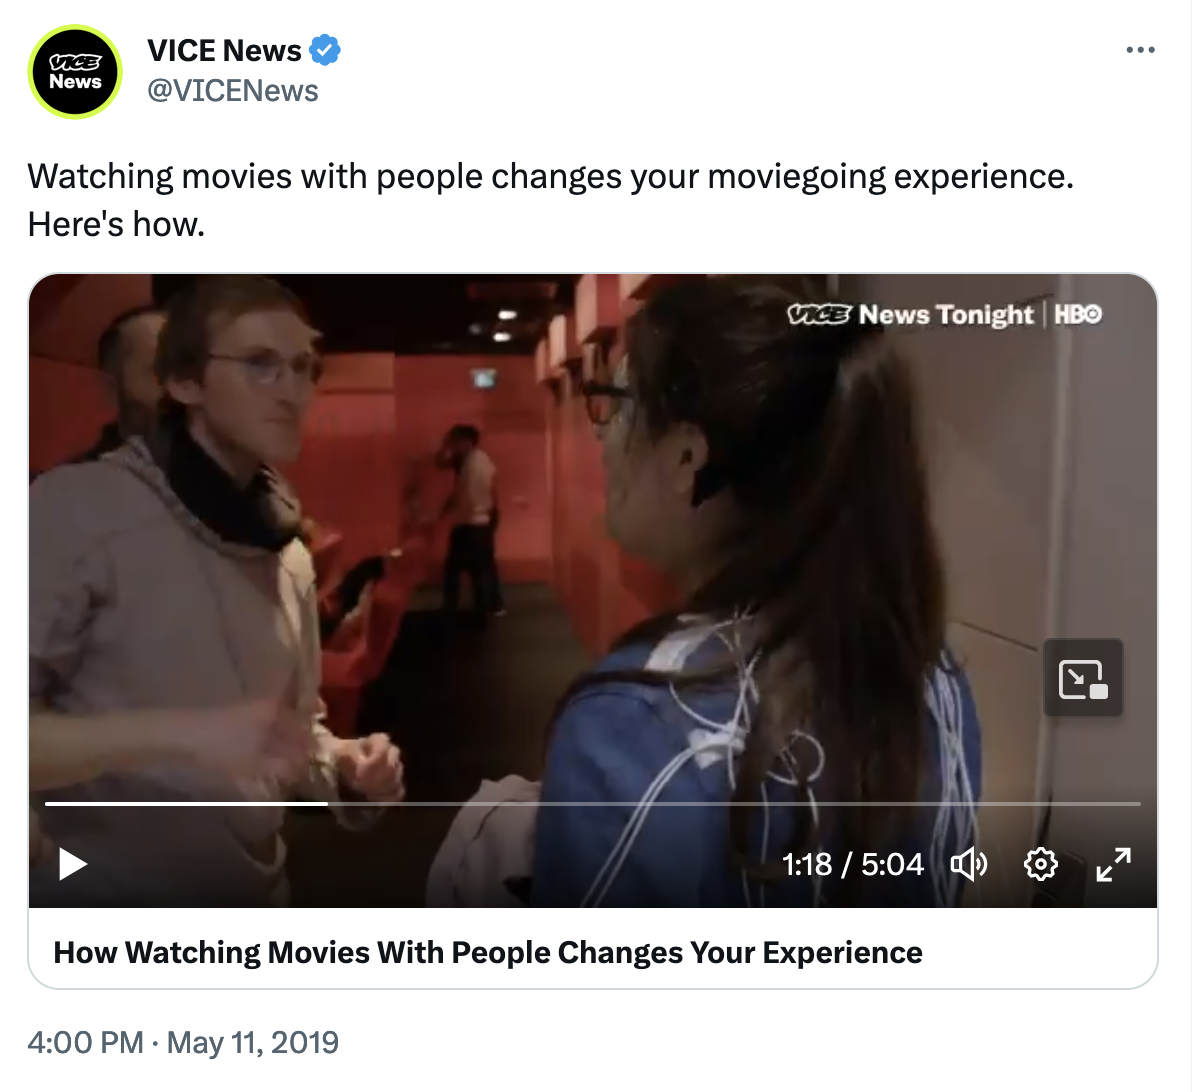 VICE News
VICE News
@VICENews
Watching movies with people changes your moviegoing experience.
Here's how.
VICE News Tonight | HBO
1:18 / 5:04
How Watching Movies With People Changes Your Experience
4:00 PM · May 11, 2019